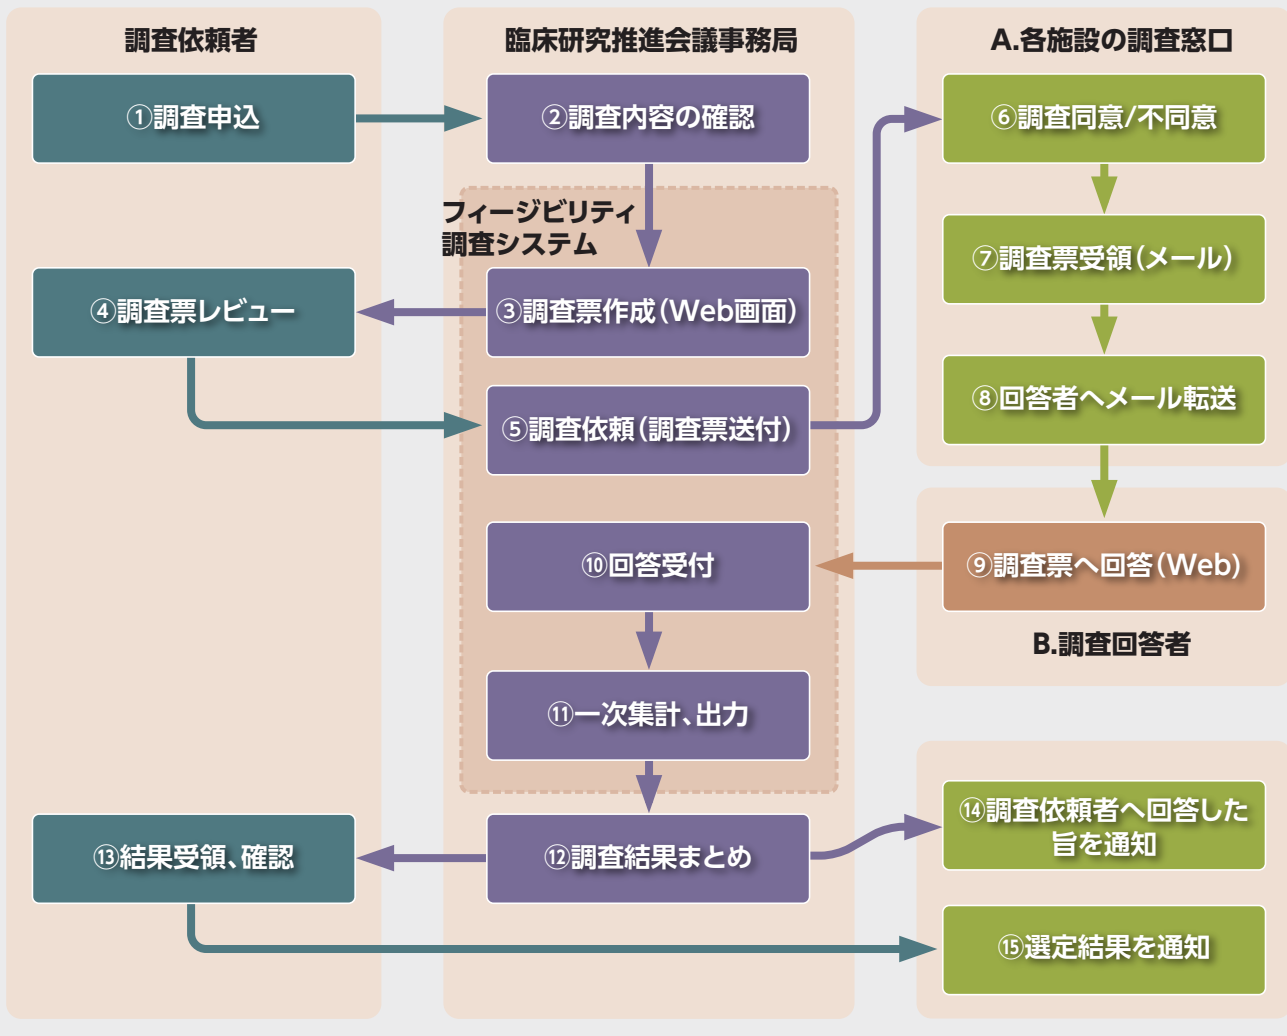 調査依頼者
臨床研究推進会議事務局
A.各施設の調査窓口
①調査申込
②調査内容の確認
⑥調査同意/不同意
フィージビリティ
調査システム
⑦調査票受領(メール)
④調査票レビュー
③調査票作成(Web画面)
⑧回答者へメール転送
⑤調査依頼(調査票送付)
⑩回答受付
⑨調査票へ回答(Web)
B.調査回答者
⑪一次集計、出力
⑭調査依頼者へ回答した
旨を通知
⑬結果受領、確認
⑫調査結果まとめ
⑮選定結果を通知